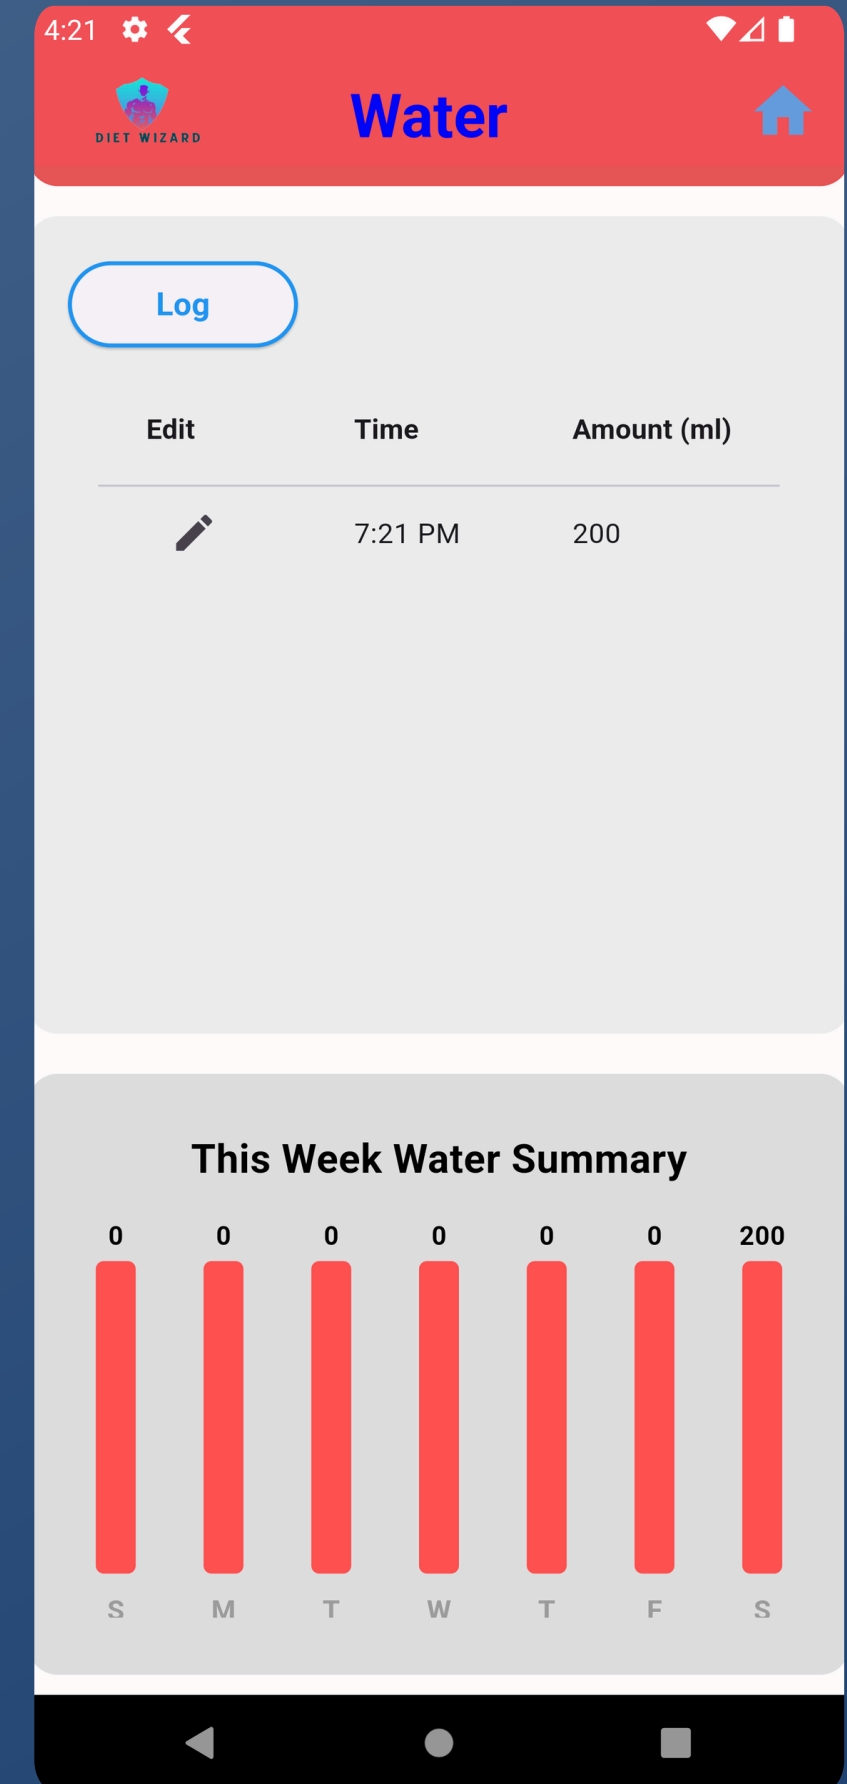 4:21
DIET WIZARD
Water
Log
Edit Time Amount (ml)
7:21 PM 200
This Week Water Summary
0 0 0 0 0 0 200
S M T W T F S